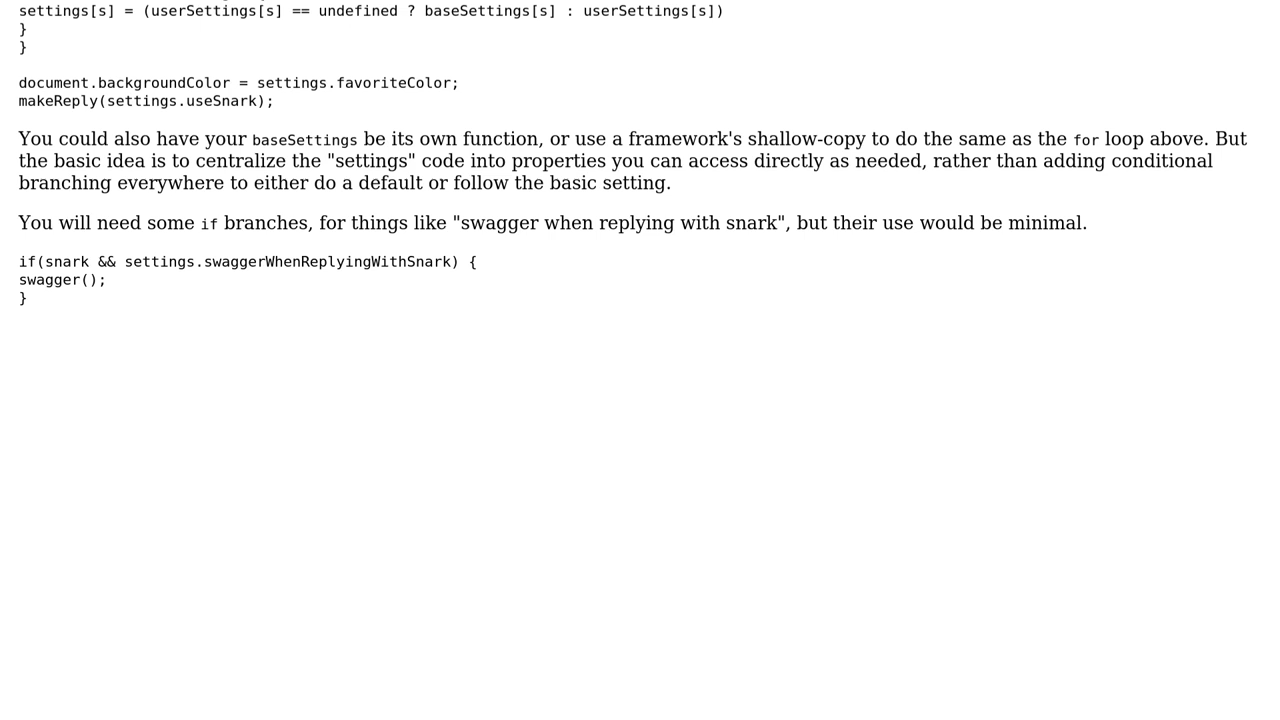 settings[s] = (userSettings[s] == undefined ? baseSettings[s] : userSettings[s])
}
}
document.backgroundColor = settings.favoriteColor;
makeReply(settings.useSnark);
You could also have your baseSettings be its own function, or use a framework's shallow-copy to do the same as the for loop above. But
the basic idea is to centralize the "settings" code into properties you can access directly as needed, rather than adding conditional
branching everywhere to either do a default or follow the basic setting.
You will need some if branches, for things like "swagger when replying with snark", but their use would be minimal.
if(snark && settings.swaggerWhenReplyingWithSnark) {
swagger();
}